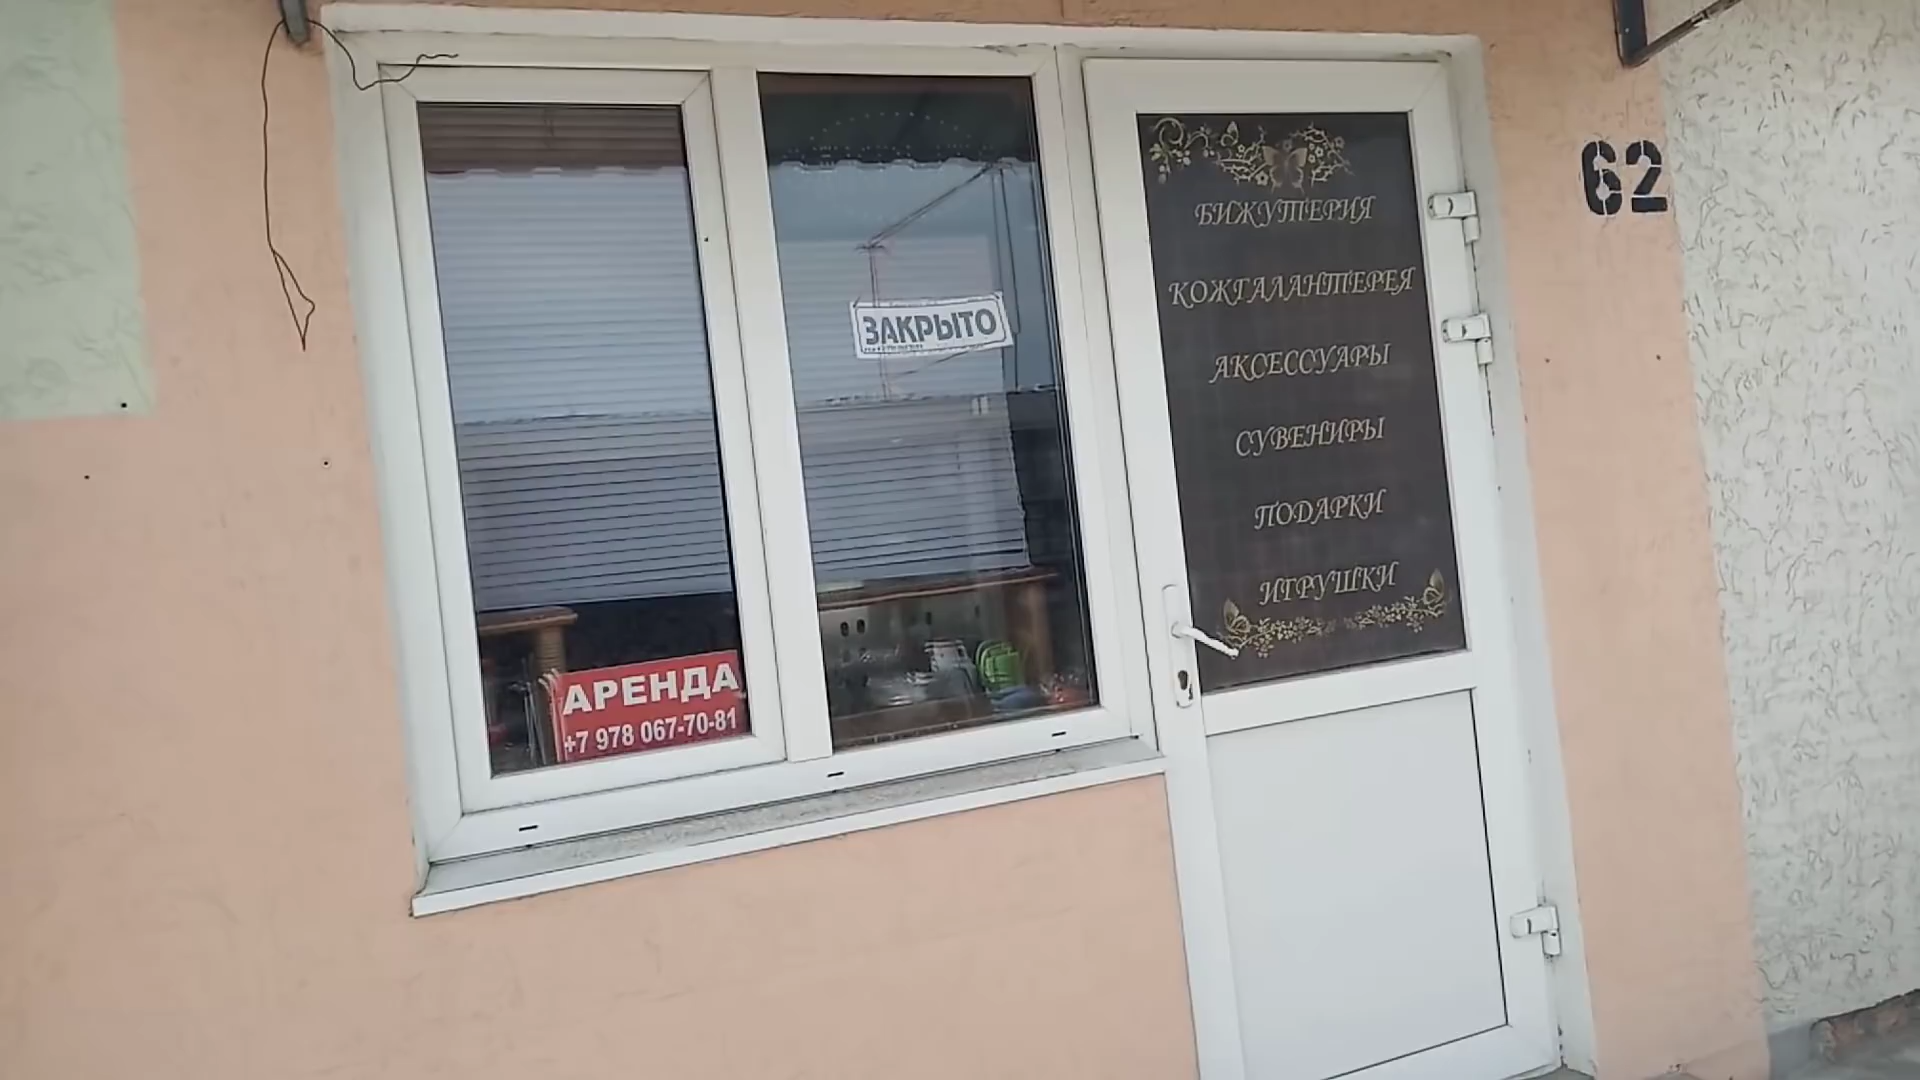 ЗАКРЫТО
АРЕНДА
+7 978 067-70-81
БИЖУТЕРИЯ
КОЖГАЛАНТЕРЕЯ
АКСЕССУАРЫ
СУВЕНИРЫ
ПОДАРКИ
ИГРУШКИ
62